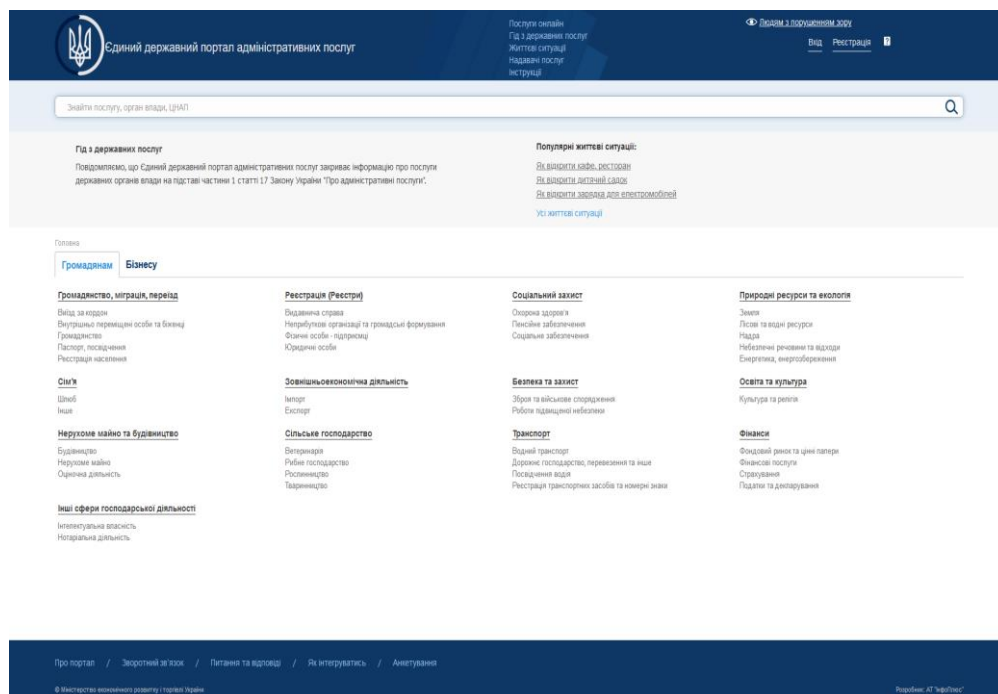 Єдиний державний портал адміністративних послуг
Послуги онлайн
Гід з державних послуг
Життєві ситуації
Надавачі послуг
Інструкції
Людям з порушенням зору
Вхід Реєстрація ?
Знайти послугу, орган влади, ЦНАП
Гід з державних послуг
Повідомляємо, що Єдиний державний портал адміністративних послуг закриває інформацію про послуги
державних органів влади на підставі частини 1 статті 17 Закону України "Про адміністративні послуги".
Популярні життєві ситуації:
Як відкрити кафе, ресторан
Як відкрити дитячий садок
Як відкрити зарядка для електромобілей
Усі життєві ситуації
Головна
Громадянам Бізнесу
Громадянство, міграція, переїзд
Виїзд за кордон
Внутрішньо переміщені особи та біженці
Громадянство
Паспорт, посвідчення
Реєстрація населення
Реєстрація (Реєстри)
Видавнича справа
Неприбуткові організації та громадські формування
Фізичні особи - підприємці
Юридичні особи
Соціальний захист
Охорона здоров'я
Пенсійне забезпечення
Соціальне забезпечення
Природні ресурси та екологія
Земля
Лісові та водні ресурси
Надра
Небезпечні речовини та відходи
Енергетика, енергозбереження
Сім'я
Шлюб
Інше
Зовнішньоекономічна діяльність
Імпорт
Експорт
Безпека та захист
Зброя та військове спорядження
Роботи підвищеної небезпеки
Освіта та культура
Культура та релігія
Нерухоме майно та будівництво
Будівництво
Нерухоме майно
Оціночна діяльність
Сільське господарство
Ветеринарія
Рибне господарство
Рослинництво
Тваринництво
Транспорт
Водний транспорт
Дорожнє господарство, перевезення та інше
Посвідчення водія
Реєстрація транспортних засобів та номерні знаки
Фінанси
Фондовий ринок та цінні папери
Фінансові послуги
Страхування
Податки та декларування
Інші сфери господарської діяльності
Інтелектуальна власність
Нотаріальна діяльність
Про портал / Зворотний зв'язок / Питання та відповіді / Як інтегруватись / Анкетування
© Міністерство економічного розвитку і торгівлі України
Розробник: АТ "ІнфоПлюс"